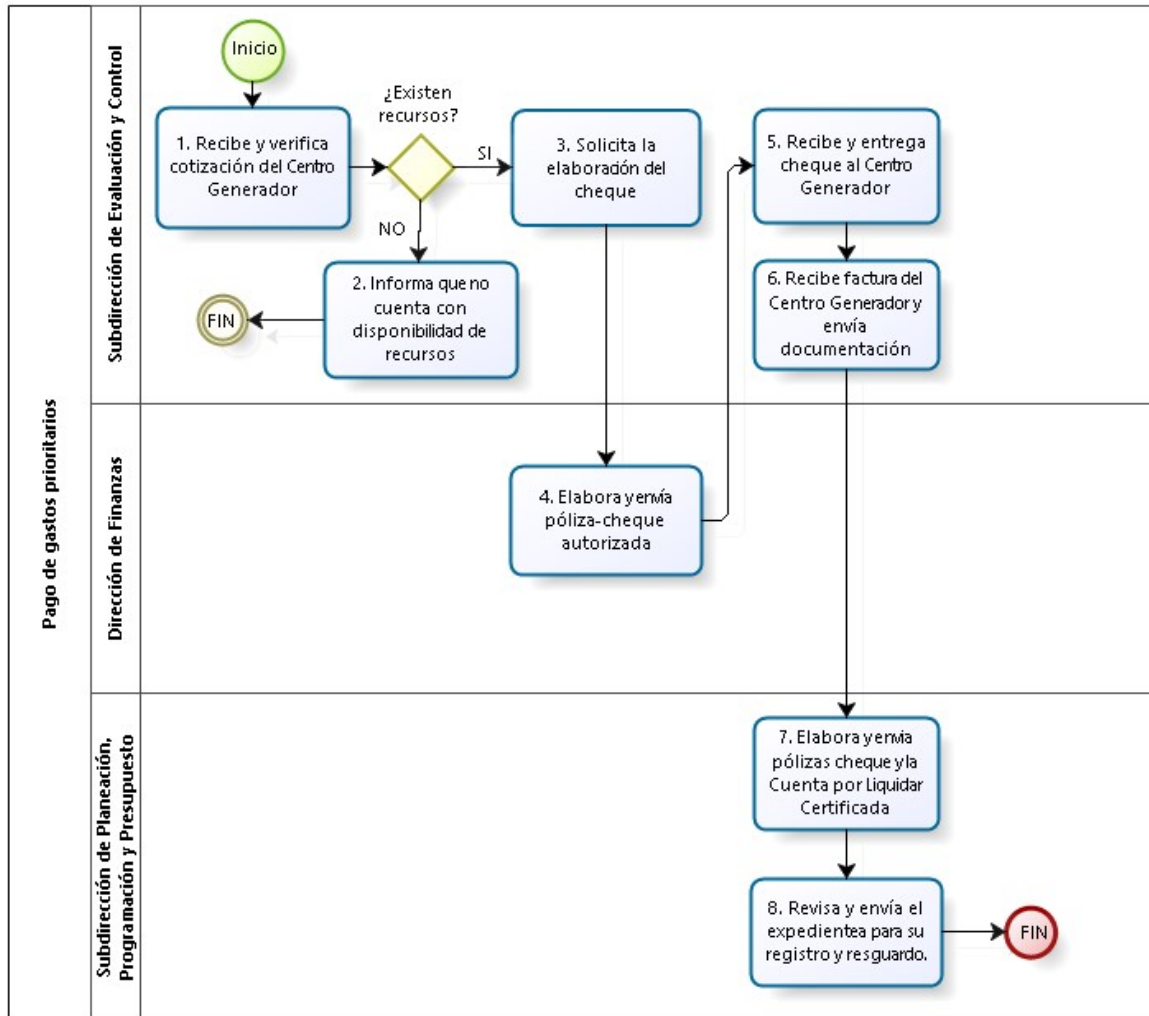 Pago de gastos prioritarios
Subdirección de Evaluación y Control
Inicio
1. Recibe y verifica
cotización del Centro
Generador
¿Existen
recursos?
SI
NO
2. Informa que no
cuenta con
disponibilidad de
recursos
FIN
3. Solicita la
elaboración del
cheque
5. Recibe y entrega
cheque al Centro
Generador
6. Recibe factura del
Centro Generador y
envía
documentación
Dirección de Finanzas
4. Elabora y envía
póliza-cheque
autorizada
Subdirección de Planeación,
Programación y Presupuesto
7. Elabora y envia
pólizas cheque y la
Cuenta por Liquidar
Certificada
8. Revisa y envía el
expedientea para su
registro y resguardo.
FIN